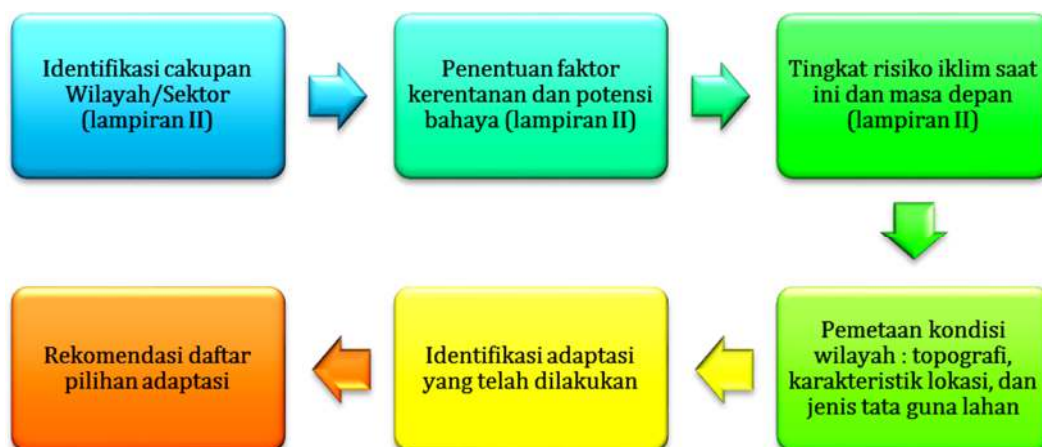 Identifikasi cakupan
Wilayah/Sektor
(lampiran II)
Penentuan faktor
kerentanan dan potensi
bahaya (lampiran II)
Tingkat risiko iklim saat
ini dan masa depan
(lampiran II)
Pemetaan kondisi
wilayah : topografi,
karakteristik lokasi, dan
jenis tata guna lahan
Identifikasi adaptasi
yang telah dilakukan
Rekomendasi daftar
pilihan adaptasi